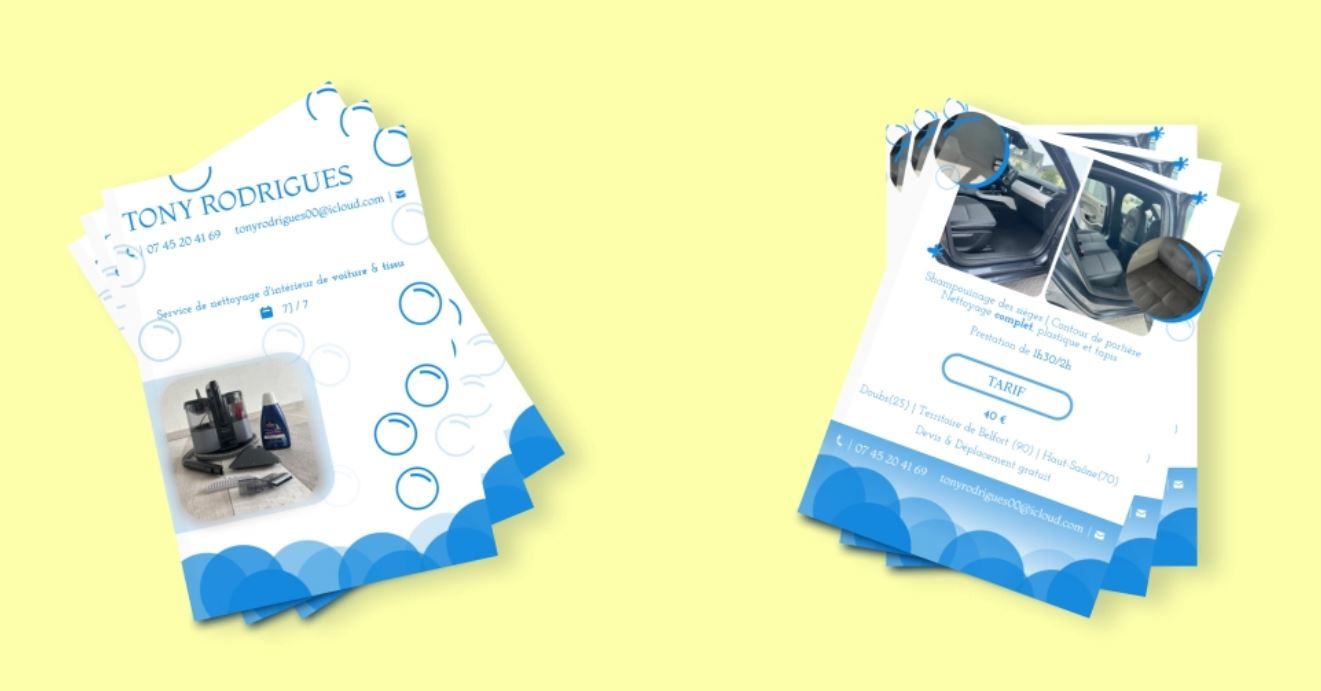 TONY RODRIGUES
07 45 20 41 69 tonyrodrigues00@icloud.com |
Service de nettoyage d'intérieur de voiture & tissu
7J / 7
Shampouinage des sièges | Contour de portière
Nettoyage complet, plastique et tapis
Prestation de 1h30/2h
TARIF
40 €
Doubs(25) | Territoire de Belfort (90) | Haut-Saône(70)
Devis & Déplacement gratuit
| 07 45 20 41 69 tonyrodrigues00@icloud.com |